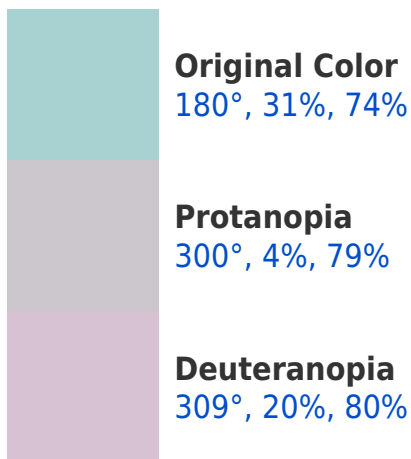 Original Color
180°, 31%, 74%
Protanopia
300°, 4%, 79%
Deuteranopia
309°, 20%, 80%